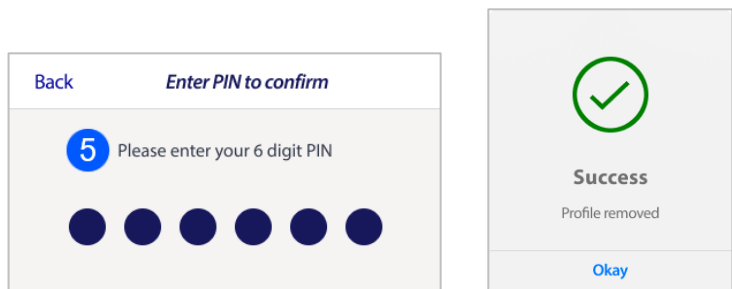 Back Enter PIN to confirm
5 Please enter your 6 digit PIN
Success
Profile removed
Okay